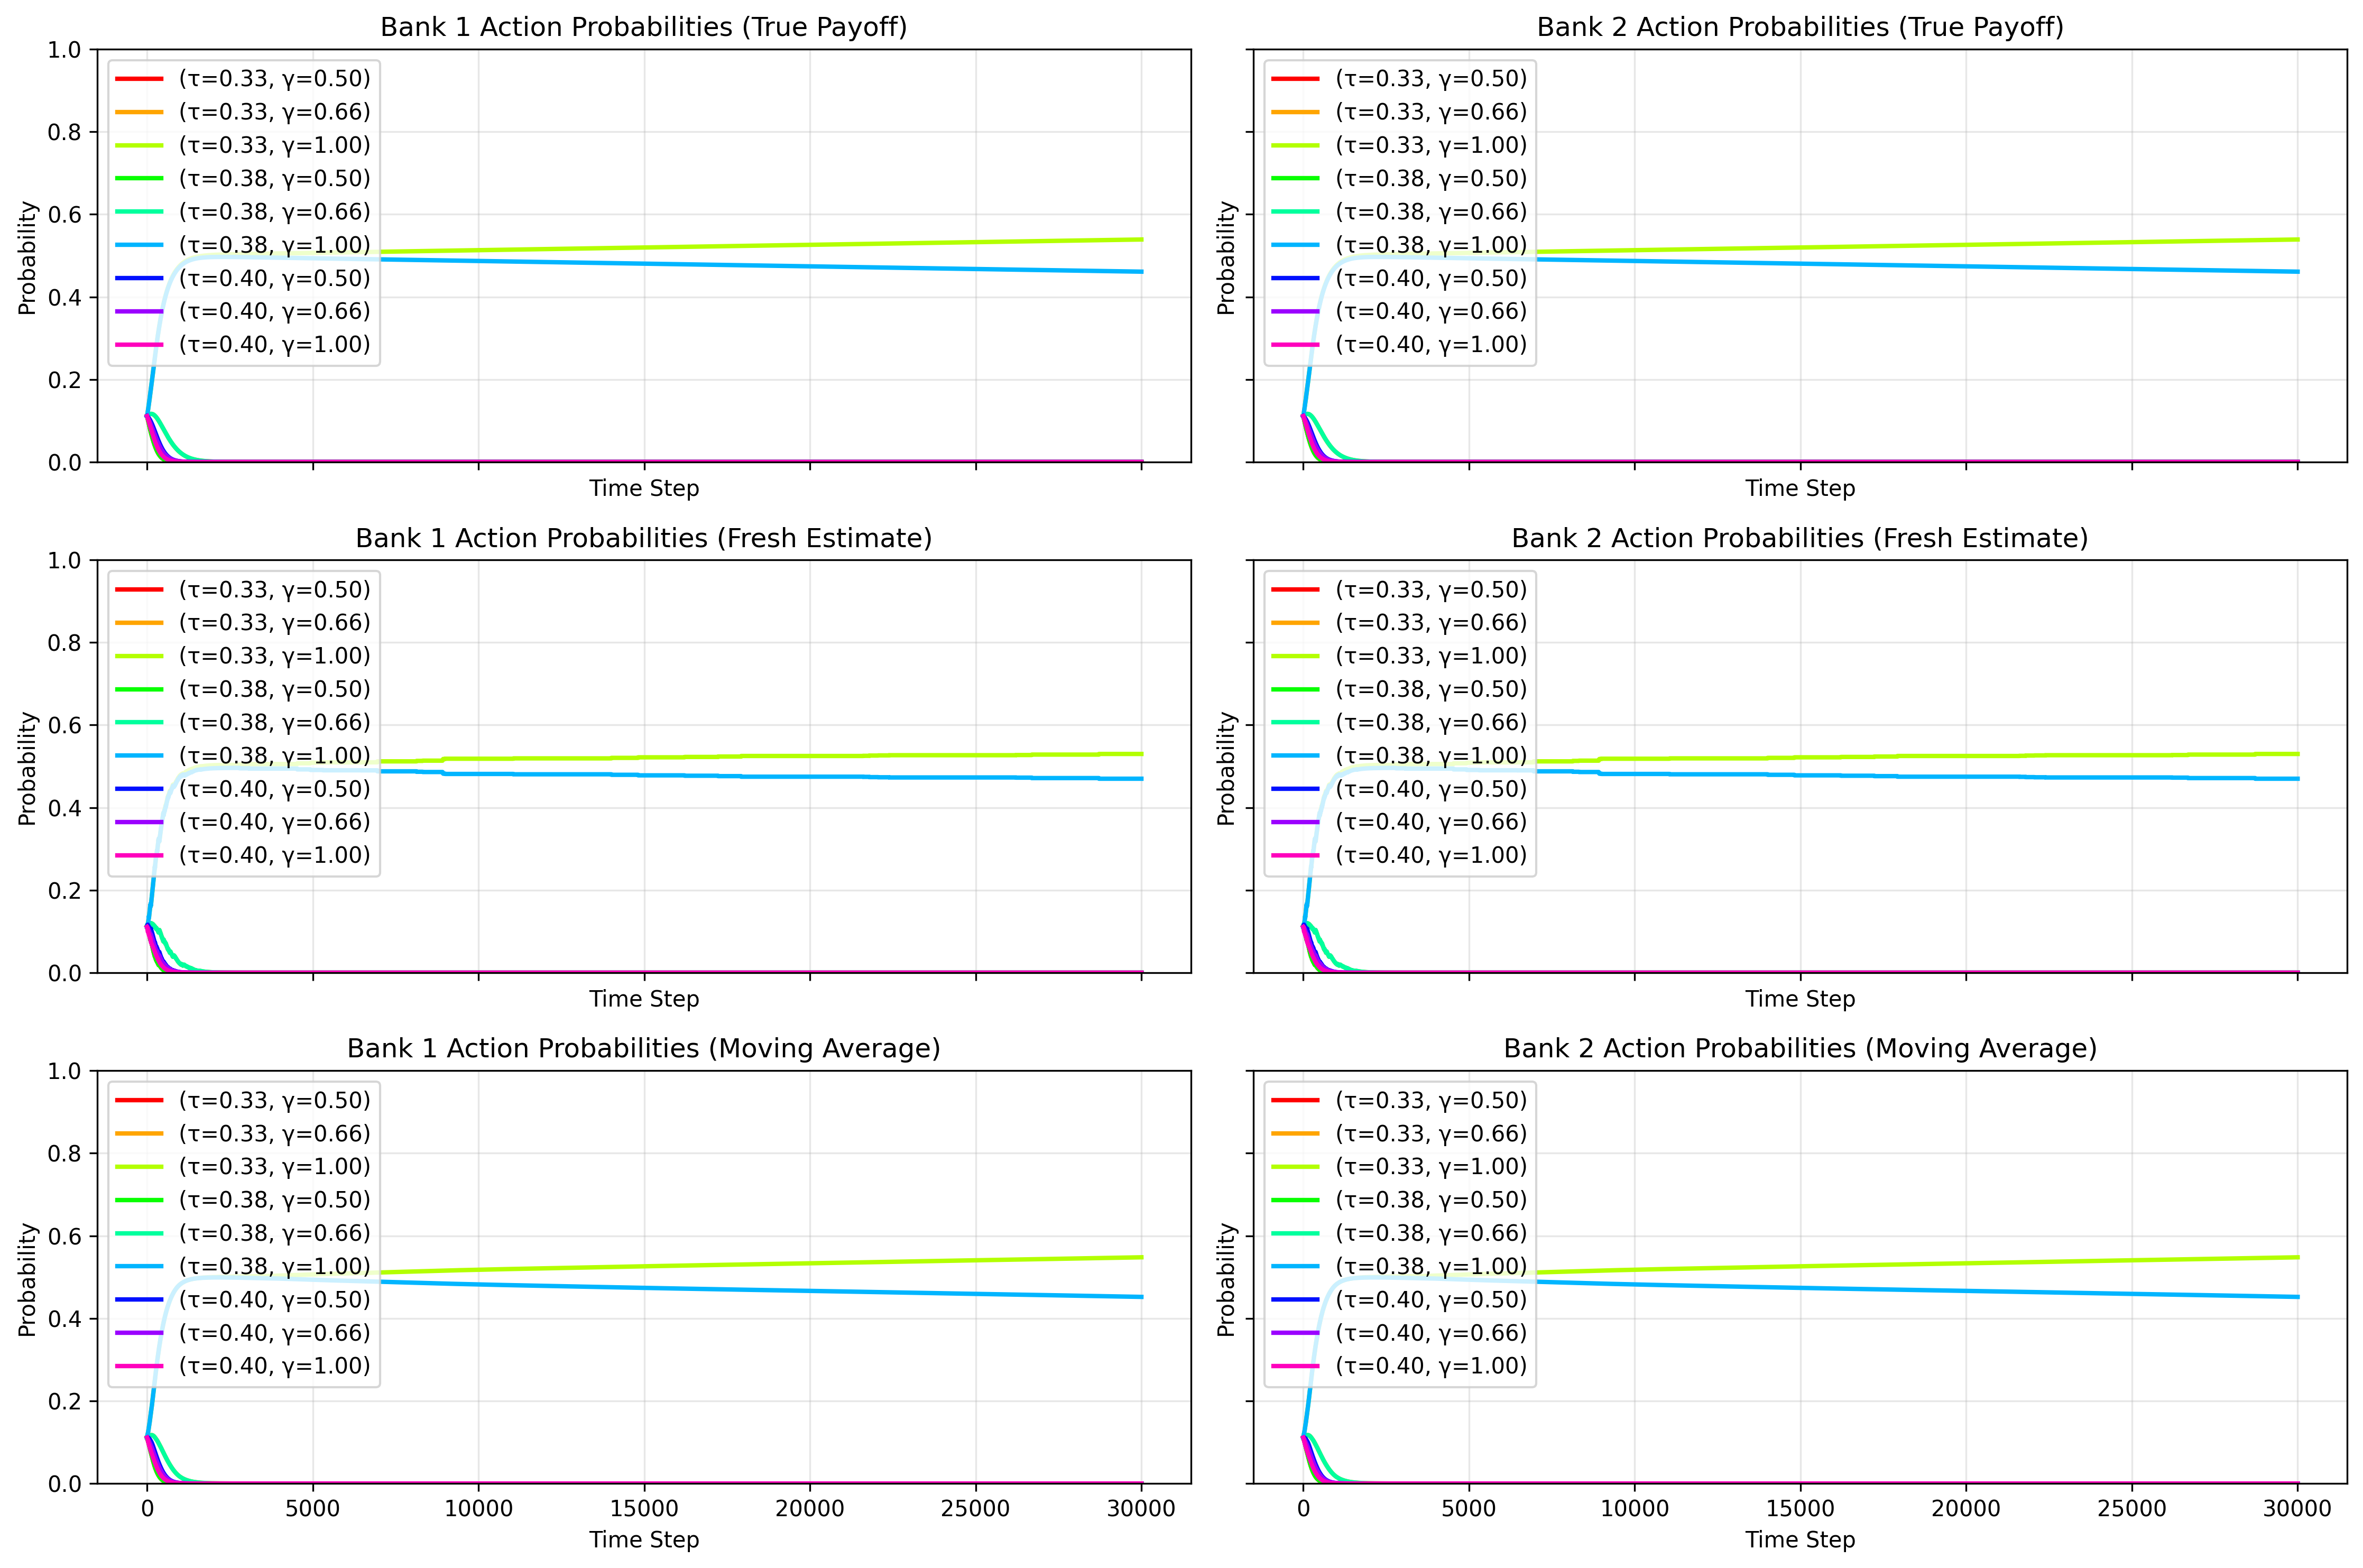 Bank 1 Action Probabilities (True Payoff)
Probability
1.0
0.8
0.6
0.4
0.2
0.0
(τ=0.33, γ=0.50)
(τ=0.33, γ=0.66)
(τ=0.33, γ=1.00)
(τ=0.38, γ=0.50)
(τ=0.38, γ=0.66)
(τ=0.38, γ=1.00)
(τ=0.40, γ=0.50)
(τ=0.40, γ=0.66)
(τ=0.40, γ=1.00)
Time Step
Bank 2 Action Probabilities (True Payoff)
Probability
(τ=0.33, γ=0.50)
(τ=0.33, γ=0.66)
(τ=0.33, γ=1.00)
(τ=0.38, γ=0.50)
(τ=0.38, γ=0.66)
(τ=0.38, γ=1.00)
(τ=0.40, γ=0.50)
(τ=0.40, γ=0.66)
(τ=0.40, γ=1.00)
Time Step
Bank 1 Action Probabilities (Fresh Estimate)
Probability
1.0
0.8
0.6
0.4
0.2
0.0
(τ=0.33, γ=0.50)
(τ=0.33, γ=0.66)
(τ=0.33, γ=1.00)
(τ=0.38, γ=0.50)
(τ=0.38, γ=0.66)
(τ=0.38, γ=1.00)
(τ=0.40, γ=0.50)
(τ=0.40, γ=0.66)
(τ=0.40, γ=1.00)
Time Step
Bank 2 Action Probabilities (Fresh Estimate)
Probability
(τ=0.33, γ=0.50)
(τ=0.33, γ=0.66)
(τ=0.33, γ=1.00)
(τ=0.38, γ=0.50)
(τ=0.38, γ=0.66)
(τ=0.38, γ=1.00)
(τ=0.40, γ=0.50)
(τ=0.40, γ=0.66)
(τ=0.40, γ=1.00)
Time Step
Bank 1 Action Probabilities (Moving Average)
Probability
1.0
0.8
0.6
0.4
0.2
0.0
(τ=0.33, γ=0.50)
(τ=0.33, γ=0.66)
(τ=0.33, γ=1.00)
(τ=0.38, γ=0.50)
(τ=0.38, γ=0.66)
(τ=0.38, γ=1.00)
(τ=0.40, γ=0.50)
(τ=0.40, γ=0.66)
(τ=0.40, γ=1.00)
0 5000 10000 15000 20000 25000 30000
Time Step
Bank 2 Action Probabilities (Moving Average)
Probability
(τ=0.33, γ=0.50)
(τ=0.33, γ=0.66)
(τ=0.33, γ=1.00)
(τ=0.38, γ=0.50)
(τ=0.38, γ=0.66)
(τ=0.38, γ=1.00)
(τ=0.40, γ=0.50)
(τ=0.40, γ=0.66)
(τ=0.40, γ=1.00)
0 5000 10000 15000 20000 25000 30000
Time Step